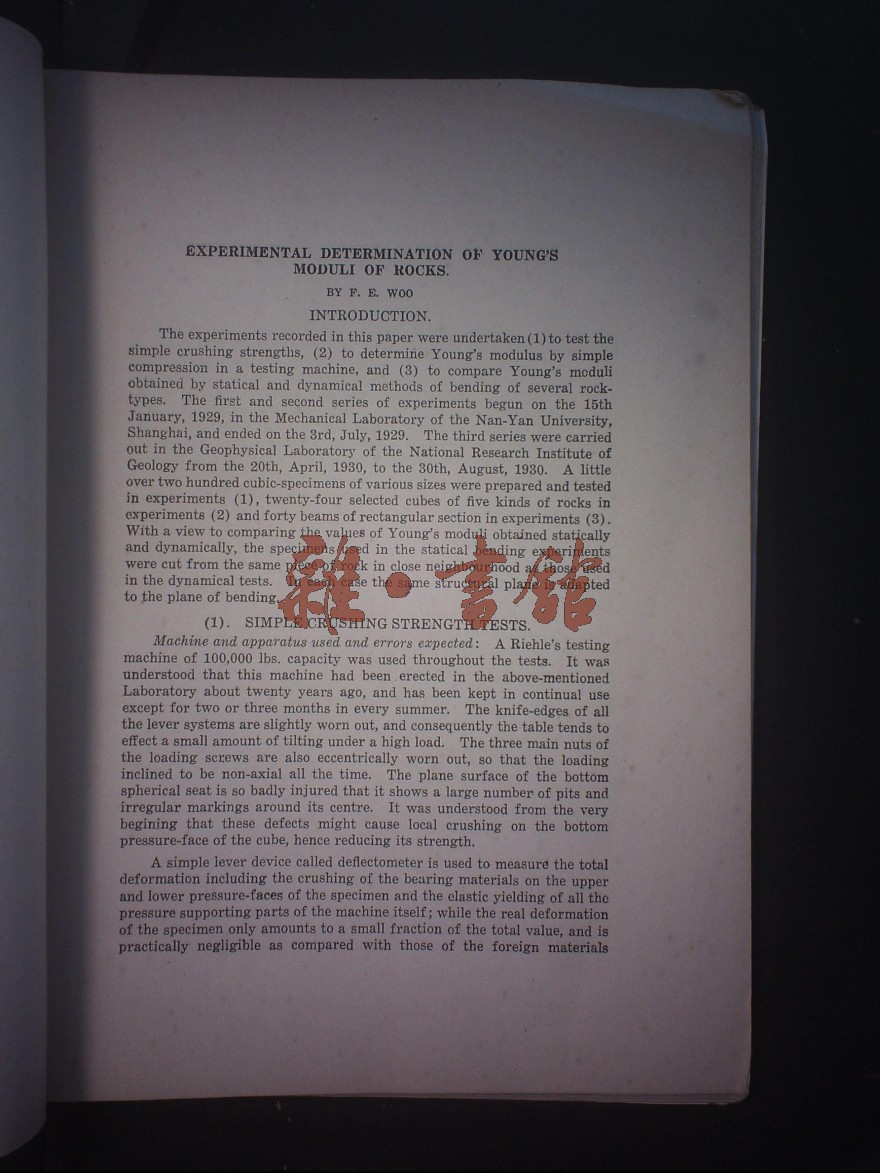 EXPERIMENTAL DETERMINATION OF YOUNG'S
MODULI OF ROCKS.
BY F. E. WOO
INTRODUCTION.
The experiments recorded in this paper were undertaken (1) to test the
simple crushing strengths, (2) to determine Young's modulus by simple
compression in a testing machine, and (3) to compare Young's moduli
obtained by statical and dynamical methods of bending of several rock-
types. The first and second series of experiments begun on the 15th
January, 1929, in the Mechanical Laboratory of the Nan-Yan University,
Shanghai, and ended on the 3rd, July, 1929. The third series were carried
out in the Geophysical Laboratory of the National Research Institute of
Geology from the 20th, April, 1930, to the 30th, August, 1930. A little
over two hundred cubic-specimens of various sizes were prepared and tested
in experiments (1), twenty-four selected cubes of five kinds of rocks in
experiments (2) and forty beams of rectangular section in experiments (3).
With a view to comparing the values of Young's moduli obtained statically
and dynamically, the specimens used in the statical bending experiments
were cut from the same piece of rock in close neighbourhood as those used
in the dynamical tests. In each case the same structural plane is adapted
to the plane of bending.
雜·書館
(1). SIMPLE CRUSHING STRENGTH TESTS.
Machine and apparatus used and errors expected: A Riehle's testing
machine of 100,000 lbs. capacity was used throughout the tests. It was
understood that this machine had been erected in the above-mentioned
Laboratory about twenty years ago, and has been kept in continual use
except for two or three months in every summer. The knife-edges of all
the lever systems are slightly worn out, and consequently the table tends to
effect a small amount of tilting under a high load. The three main nuts of
the loading screws are also eccentrically worn out, so that the loading
inclined to be non-axial all the time. The plane surface of the bottom
spherical seat is so badly injured that it shows a large number of pits and
irregular markings around its centre. It was understood from the very
begining that these defects might cause local crushing on the bottom
pressure-face of the cube, hence reducing its strength.
A simple lever device called deflectometer is used to measure the total
deformation including the crushing of the bearing materials on the upper
and lower pressure-faces of the specimen and the elastic yielding of all the
pressure supporting parts of the machine itself; while the real deformation
of the specimen only amounts to a small fraction of the total value, and is
practically negligible as compared with those of the foreign materials